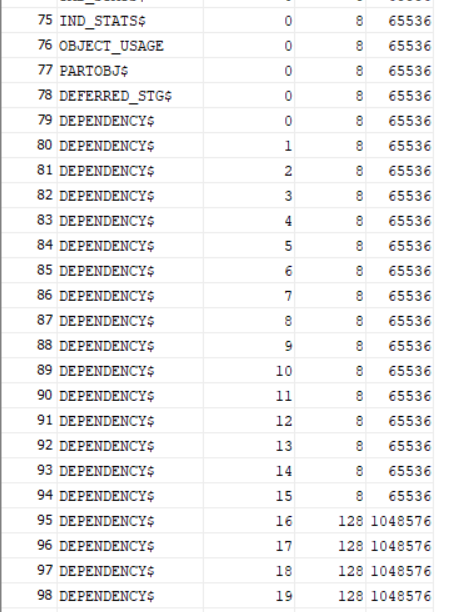 75 IND_STATS$ 0 8 65536
76 OBJECT_USAGE 0 8 65536
77 PARTOBJ$ 0 8 65536
78 DEFERRED_STG$ 0 8 65536
79 DEPENDENCY$ 0 8 65536
80 DEPENDENCY$ 1 8 65536
81 DEPENDENCY$ 2 8 65536
82 DEPENDENCY$ 3 8 65536
83 DEPENDENCY$ 4 8 65536
84 DEPENDENCY$ 5 8 65536
85 DEPENDENCY$ 6 8 65536
86 DEPENDENCY$ 7 8 65536
87 DEPENDENCY$ 8 8 65536
88 DEPENDENCY$ 9 8 65536
89 DEPENDENCY$ 10 8 65536
90 DEPENDENCY$ 11 8 65536
91 DEPENDENCY$ 12 8 65536
92 DEPENDENCY$ 13 8 65536
93 DEPENDENCY$ 14 8 65536
94 DEPENDENCY$ 15 8 65536
95 DEPENDENCY$ 16 128 1048576
96 DEPENDENCY$ 17 128 1048576
97 DEPENDENCY$ 18 128 1048576
98 DEPENDENCY$ 19 128 1048576